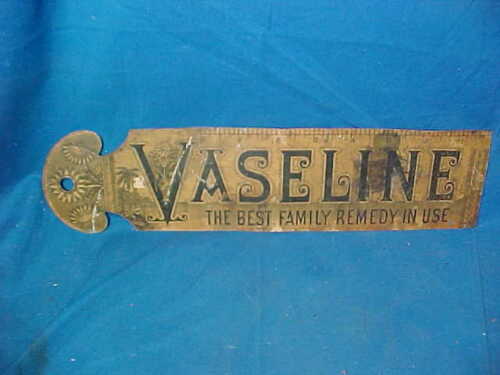 VASELINE
THE BEST FAMILY REMEDY IN USE